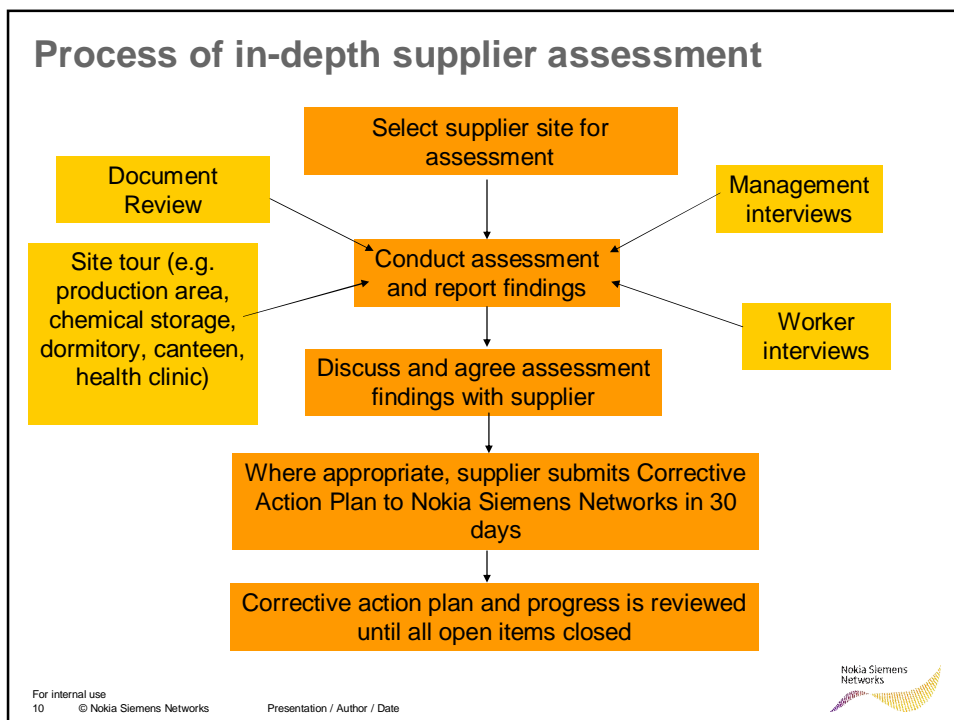 Process of in-depth supplier assessment
Select supplier site for
assessment
Document
Review
Management
interviews
Site tour (e.g.
production area,
chemical storage,
dormitory, canteen,
health clinic)
Conduct assessment
and report findings
Worker
interviews
Discuss and agree assessment
findings with supplier
Where appropriate, supplier submits Corrective
Action Plan to Nokia Siemens Networks in 30
days
Corrective action plan and progress is reviewed
until all open items closed
For internal use
10 © Nokia Siemens Networks Presentation / Author / Date
Nokia Siemens
Networks